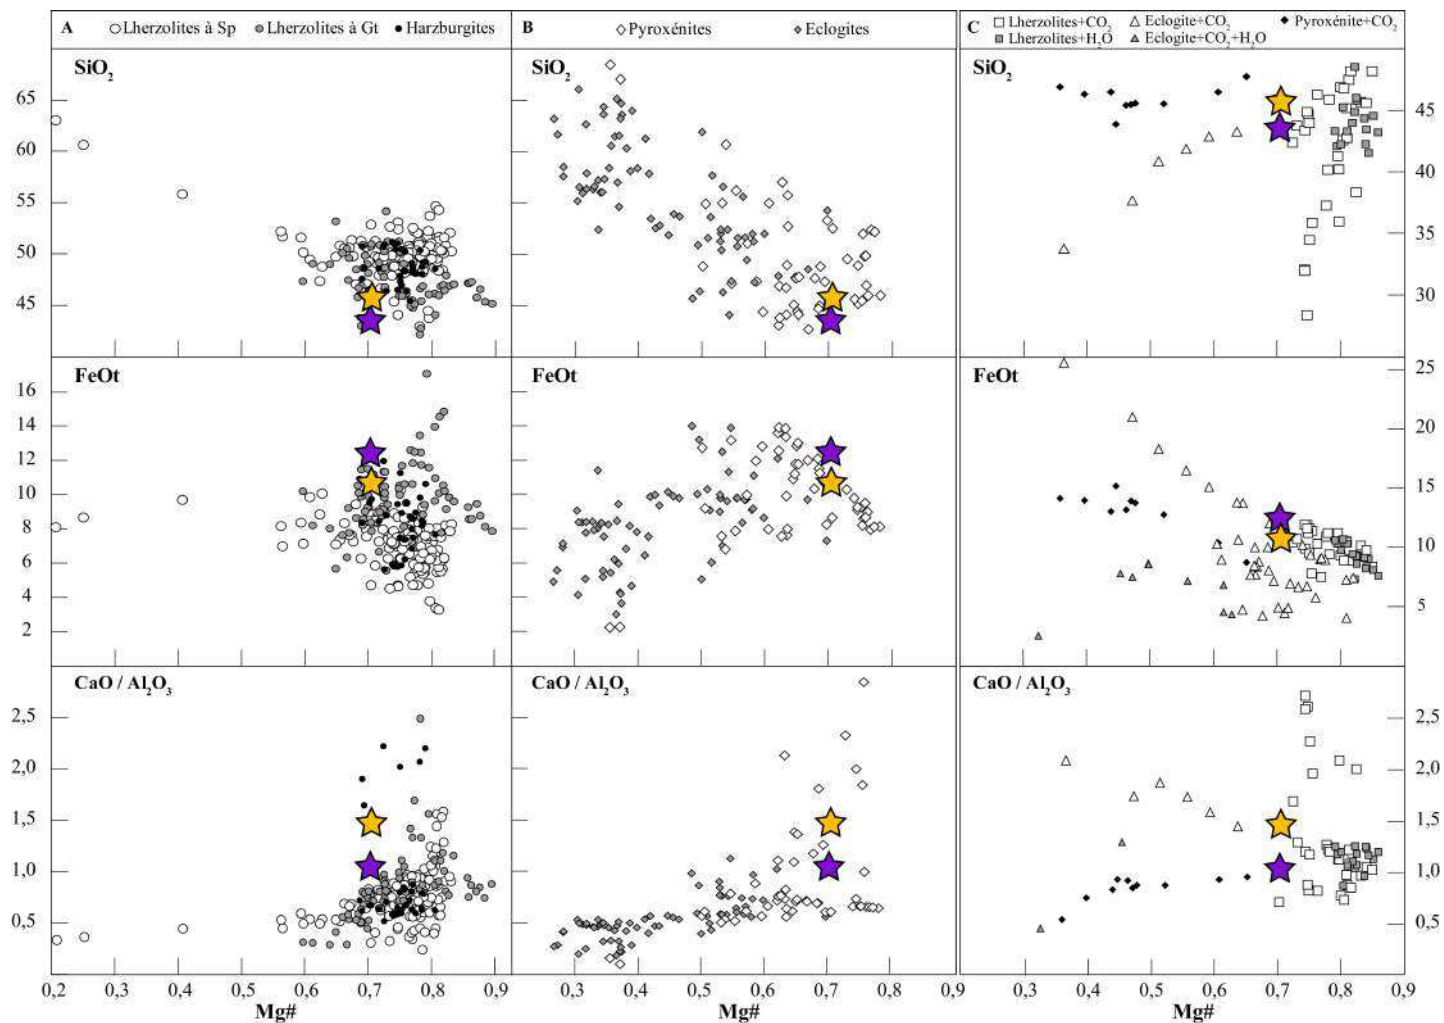 A Lherzolites à Sp Lherzolites à Gt Harzburgites
B Pyroxénites Eclogites
C Lherzolites+CO₂ Eclogite+CO₂ Pyroxénite+CO₂
Lherzolites+H₂O Eclogite+CO₂+H₂O
SiO₂ SiO₂ SiO₂
65
60
55
50
45
45
40
35
30
FeOt FeOt FeOt
16
14
12
10
8
6
4
2
25
20
15
10
5
CaO / Al₂O₃ CaO / Al₂O₃ CaO / Al₂O₃
2,5
2,0
1,5
1,0
0,5
2,5
2,0
1,5
1,0
0,5
0,2 0,3 0,4 0,5 0,6 0,7 0,8 0,9
0,3 0,4 0,5 0,6 0,7 0,8 0,9
0,3 0,4 0,5 0,6 0,7 0,8 0,9
Mg# Mg# Mg#